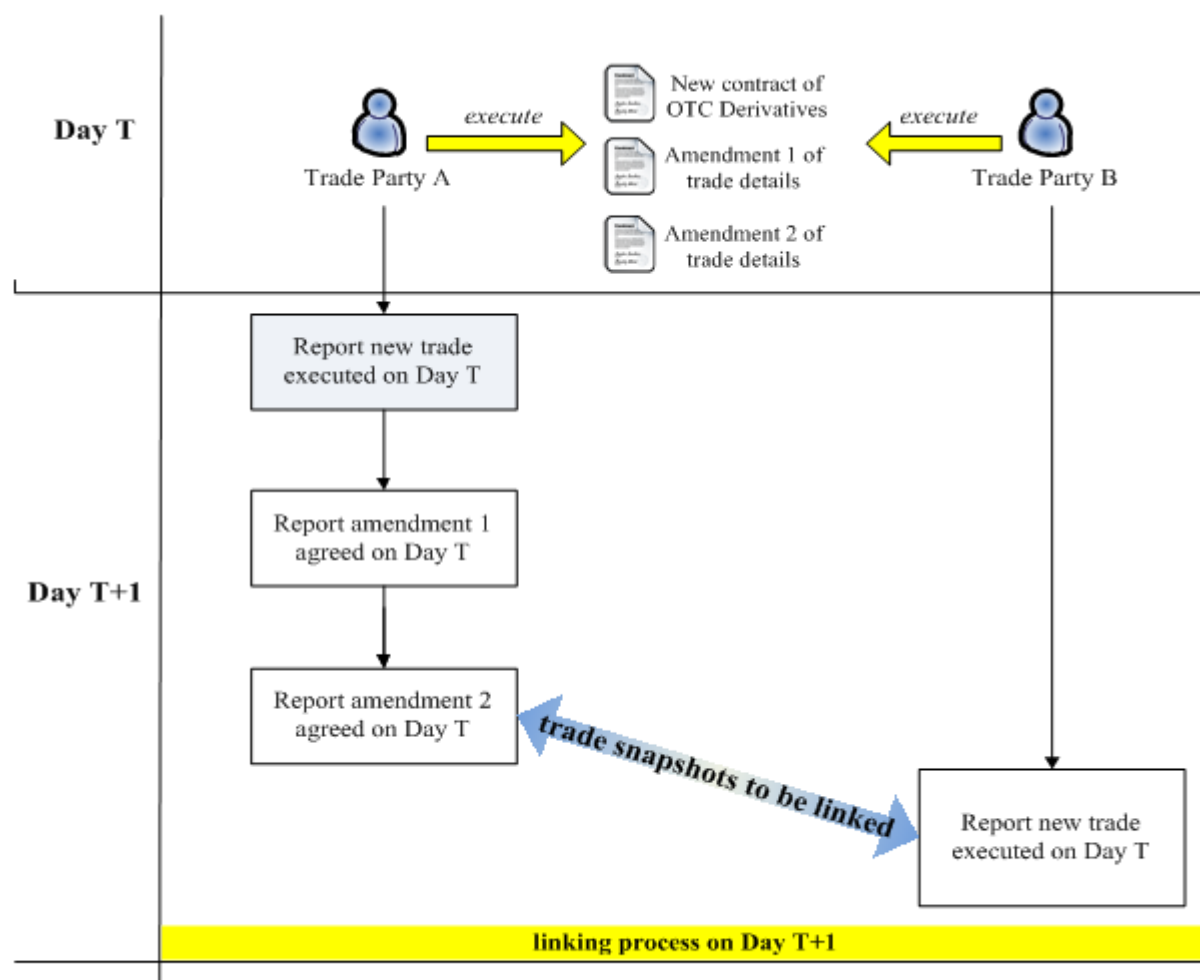 Day T
execute
Trade Party A
New contract of
OTC Derivatives
Amendment 1 of
trade details
Amendment 2 of
trade details
execute
Trade Party B
Day T+1
Report new trade
executed on Day T
Report amendment 1
agreed on Day T
Report amendment 2
agreed on Day T
trade snapshots to be linked
Report new trade
executed on Day T
linking process on Day T+1